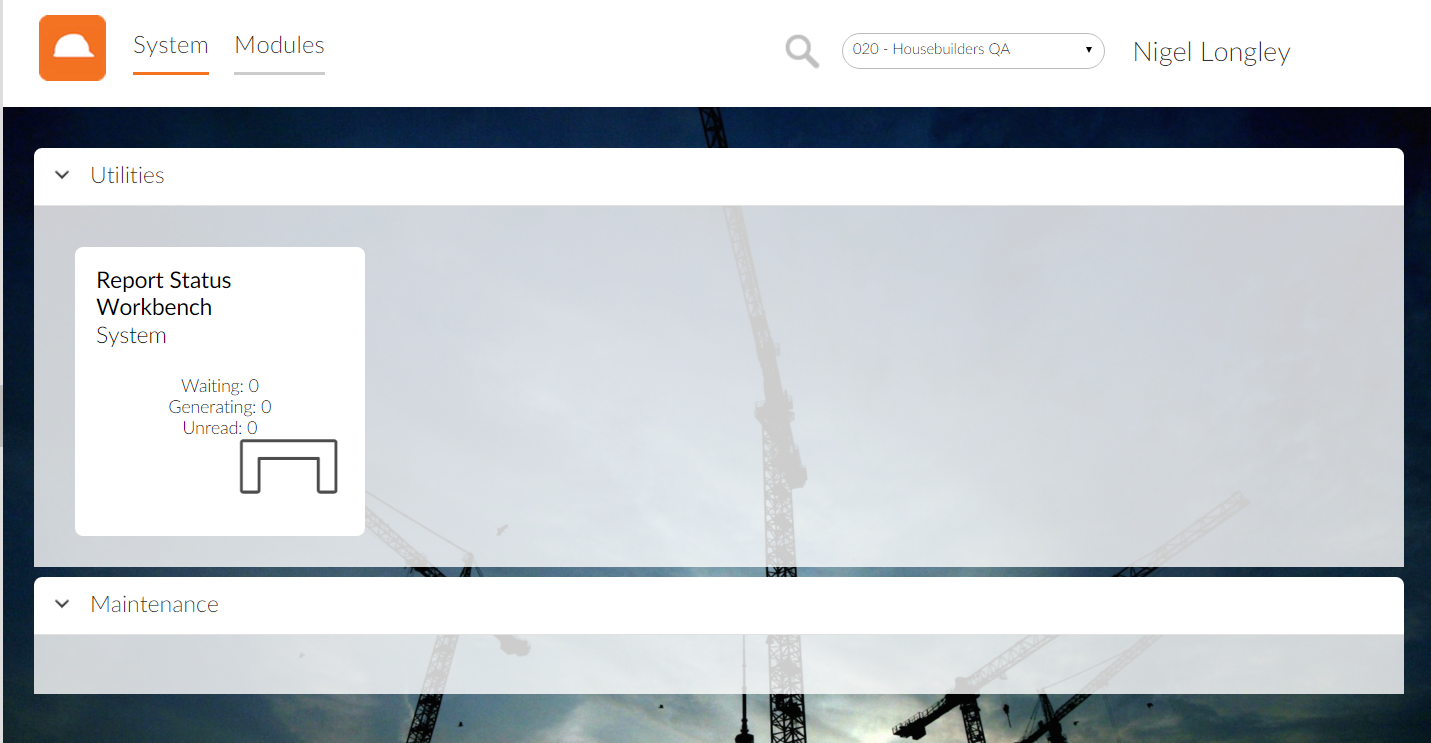 System Modules
020 - Housebuilders QA
Nigel Longley
Utilities
Report Status
Workbench
System
Waiting: 0
Generating: 0
Unread: 0
Maintenance